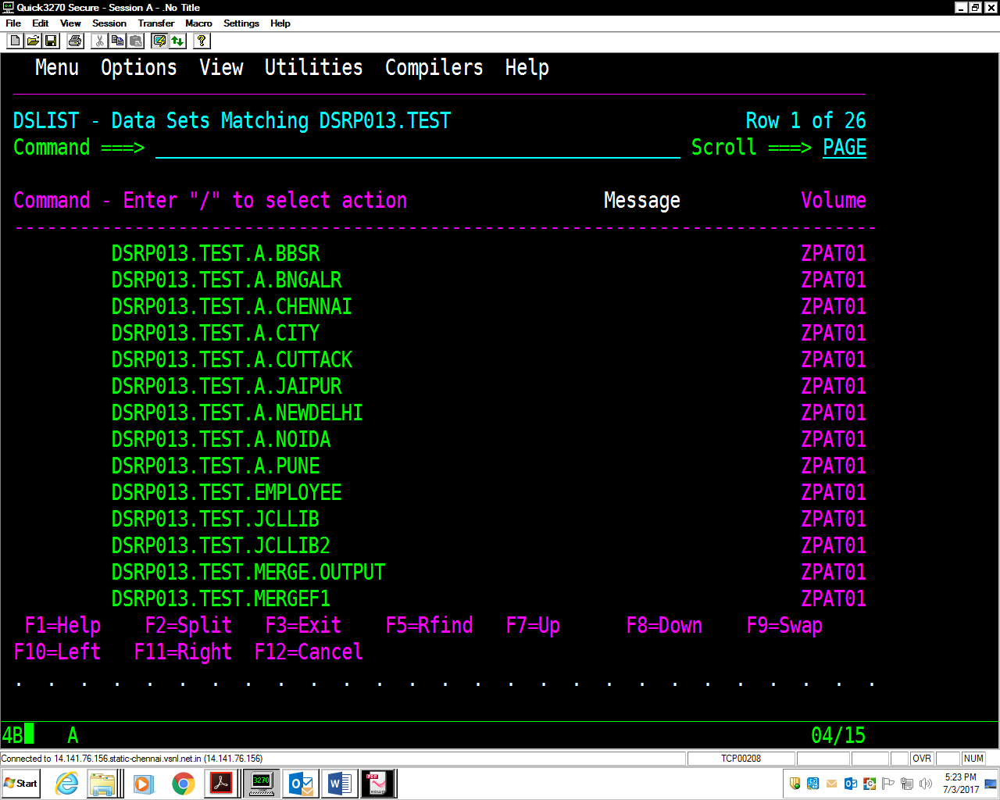 Quick3270 Secure - Session A - .No Title
File Edit View Session Transfer Macro Settings Help
Menu Options View Utilities Compilers Help
DSLIST - Data Sets Matching DSRP013.TEST Row 1 of 26
Command ===> Scroll ===> PAGE
Command - Enter "/" to select action Message Volume
-------------------------------------------------------------------------------
DSRP013.TEST.A.BBSR ZPAT01
DSRP013.TEST.A.BNGALR ZPAT01
DSRP013.TEST.A.CHENNAI ZPAT01
DSRP013.TEST.A.CITY ZPAT01
DSRP013.TEST.A.CUTTACK ZPAT01
DSRP013.TEST.A.JAIPUR ZPAT01
DSRP013.TEST.A.NEWDELHI ZPAT01
DSRP013.TEST.A.NOIDA ZPAT01
DSRP013.TEST.A.PUNE ZPAT01
DSRP013.TEST.EMPLOYEE ZPAT01
DSRP013.TEST.JCLLIB ZPAT01
DSRP013.TEST.JCLLIB2 ZPAT01
DSRP013.TEST.MERGE.OUTPUT ZPAT01
DSRP013.TEST.MERGEF1 ZPAT01
F1=Help F2=Split F3=Exit F5=Rfind F7=Up F8=Down F9=Swap
F10=Left F11=Right F12=Cancel
. . . . . . . . . . . . . . . . . . . . . . . . . . .
4B A 04/15
Connected to 14.141.76.156.static-chennai.vsnl.net.in (14.141.76.156) TCP00208 OVR NUM
Start 3270 5:23 PM
7/3/2017